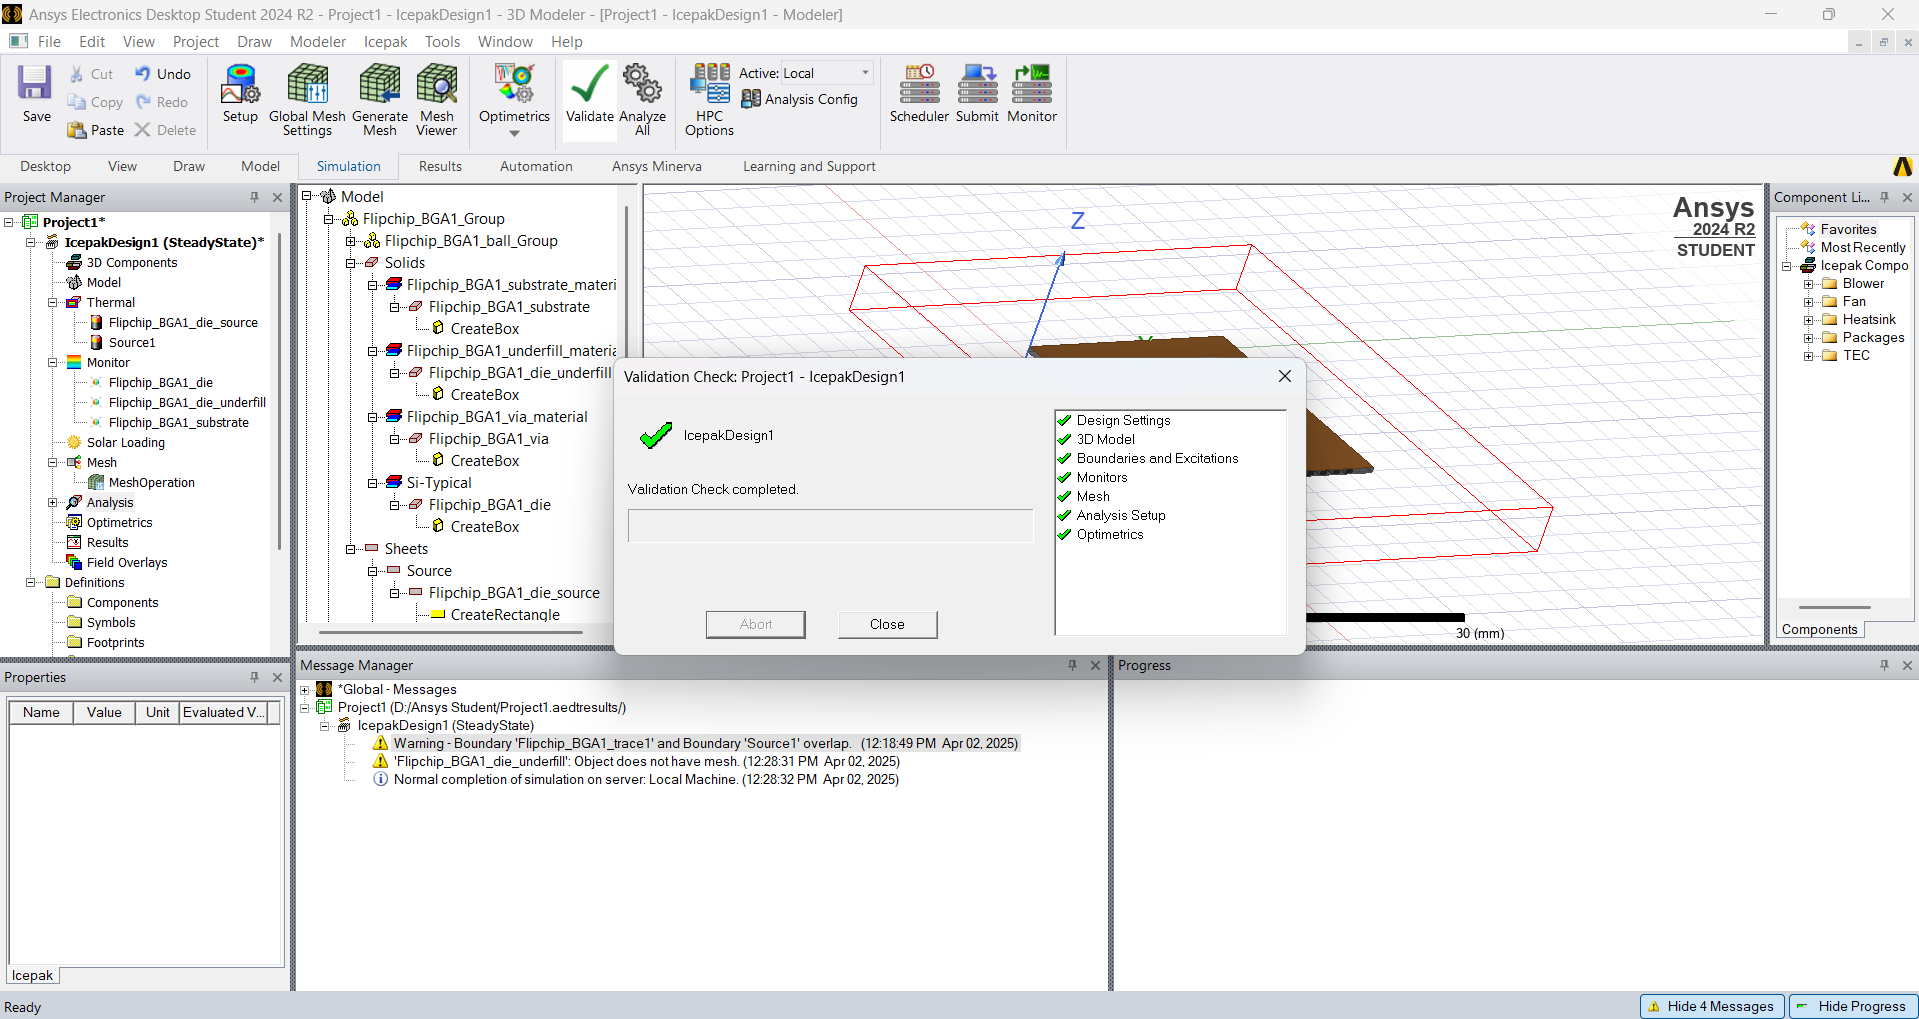 Ansys Electronics Desktop Student 2024 R2 - Project1 - IcepakDesign1 - 3D Modeler - [Project1 - IcepakDesign1 - Modeler]
File Edit View Project Draw Modeler Icepak Tools Window Help
Save
Cut
Copy
Paste
Undo
Redo
Delete
Setup
Global Mesh Settings
Generate Mesh
Mesh Viewer
Optimetrics
Validate
Analyze All
HPC Options
Active: Local
Analysis Config
Scheduler
Submit
Monitor
Desktop View Draw Model Simulation Results Automation Ansys Minerva Learning and Support
Project Manager
Project1*
IcepakDesign1 (SteadyState)*
3D Components
Model
Thermal
Flipchip_BGA1_die_source
Source1
Monitor
Flipchip_BGA1_die
Flipchip_BGA1_die_underfill
Flipchip_BGA1_substrate
Solar Loading
Mesh
MeshOperation
Analysis
Optimetrics
Results
Field Overlays
Definitions
Components
Symbols
Footprints
Model
Flipchip_BGA1_Group
Flipchip_BGA1_ball_Group
Solids
Flipchip_BGA1_substrate_materi
Flipchip_BGA1_substrate
CreateBox
Flipchip_BGA1_underfill_materia
Flipchip_BGA1_die_underfill
CreateBox
Flipchip_BGA1_via_material
Flipchip_BGA1_via
CreateBox
Si-Typical
Flipchip_BGA1_die
CreateBox
Sheets
Source
Flipchip_BGA1_die_source
CreateRectangle
Z
Ansys
2024 R2
STUDENT
30 (mm)
Validation Check: Project1 - IcepakDesign1
IcepakDesign1
Validation Check completed.
Abort
Close
Design Settings
3D Model
Boundaries and Excitations
Monitors
Mesh
Analysis Setup
Optimetrics
Component Li...
Favorites
Most Recently
Icepak Compo
Blower
Fan
Heatsink
Packages
TEC
Components
Properties
Name Value Unit Evaluated V...
Icepak
Message Manager
*Global - Messages
Project1 (D:/Ansys Student/Project1.aedtresults/)
IcepakDesign1 (SteadyState)
Warning - Boundary 'Flipchip_BGA1_trace1' and Boundary 'Source1' overlap. (12:18:49 PM Apr 02, 2025)
'Flipchip_BGA1_die_underfill': Object does not have mesh. (12:28:31 PM Apr 02, 2025)
Normal completion of simulation on server: Local Machine. (12:28:32 PM Apr 02, 2025)
Progress
Ready
Hide 4 Messages
Hide Progress